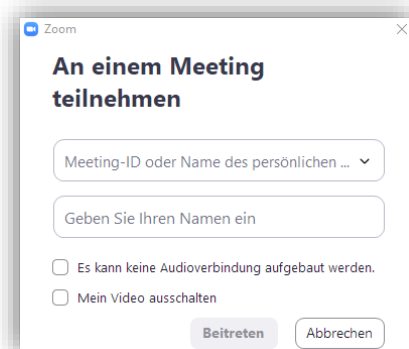 Zoom
An einem Meeting
teilnehmen
Meeting-ID oder Name des persönlichen ...
Geben Sie Ihren Namen ein
Es kann keine Audioverbindung aufgebaut werden.
Mein Video ausschalten
Beitreten Abbrechen